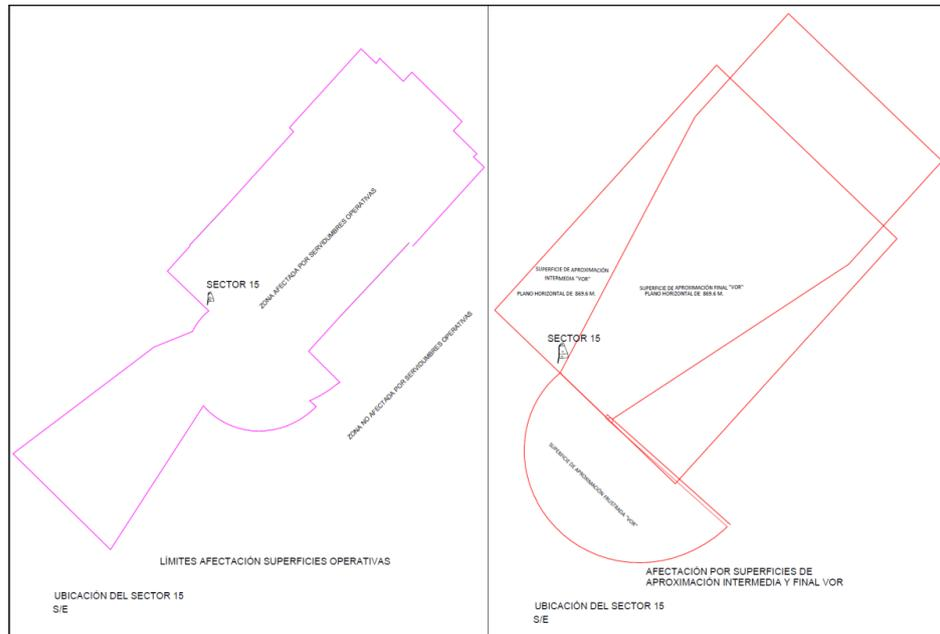 SECTOR 15
ZONA AFECTADA POR SERVIDUMBRES OPERATIVAS
ZONA NO AFECTADA POR SERVIDUMBRES OPERATIVAS
LÍMITES AFECTACIÓN SUPERFICIES OPERATIVAS
UBICACIÓN DEL SECTOR 15
S/E
SUPERFICIE DE APROXIMACIÓN
INTERMEDIA "VOR"
PLANO HORIZONTAL DE 869.6 M.
SUPERFICIE DE APROXIMACIÓN FINAL "VOR"
PLANO HORIZONTAL DE 869.6 M.
SECTOR 15
SUPERFICIE DE APROXIMACIÓN FRUSTRADA "VOR"
AFECTACIÓN POR SUPERFICIES DE
APROXIMACIÓN INTERMEDIA Y FINAL VOR
UBICACIÓN DEL SECTOR 15
S/E